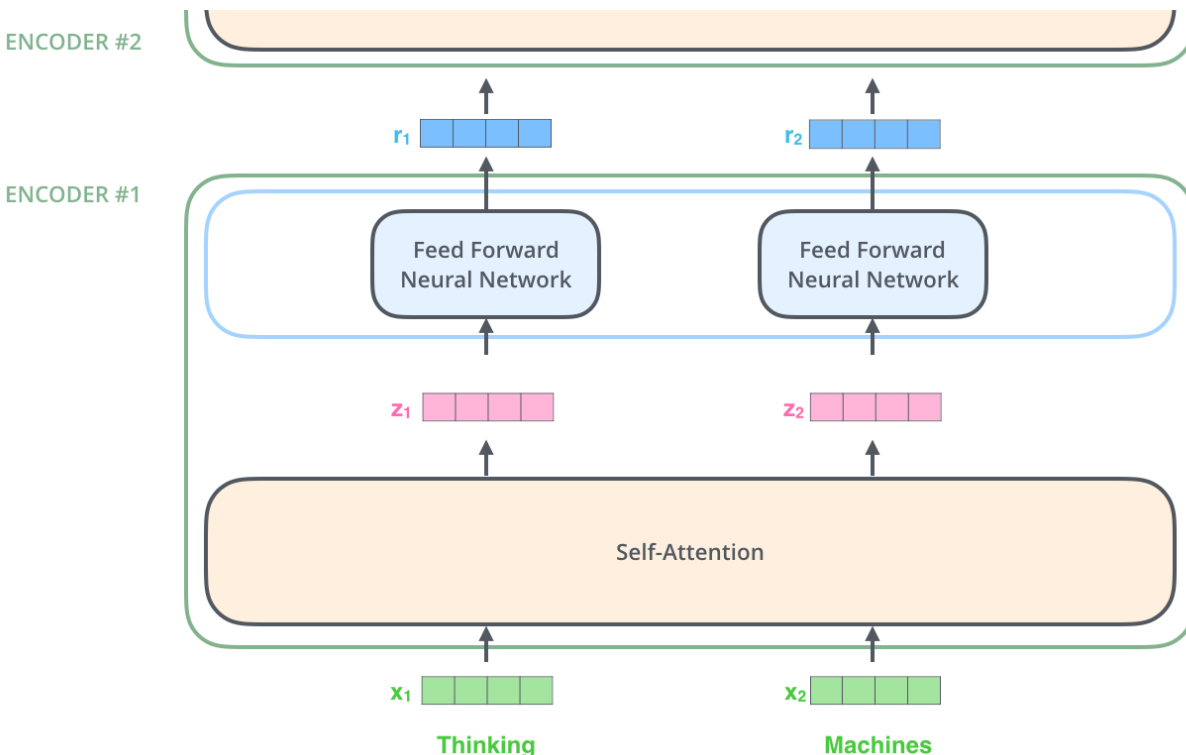 ENCODER #2
r₁
r₂
ENCODER #1
Feed Forward
Neural Network
Feed Forward
Neural Network
z₁
z₂
Self-Attention
x₁
x₂
Thinking
Machines